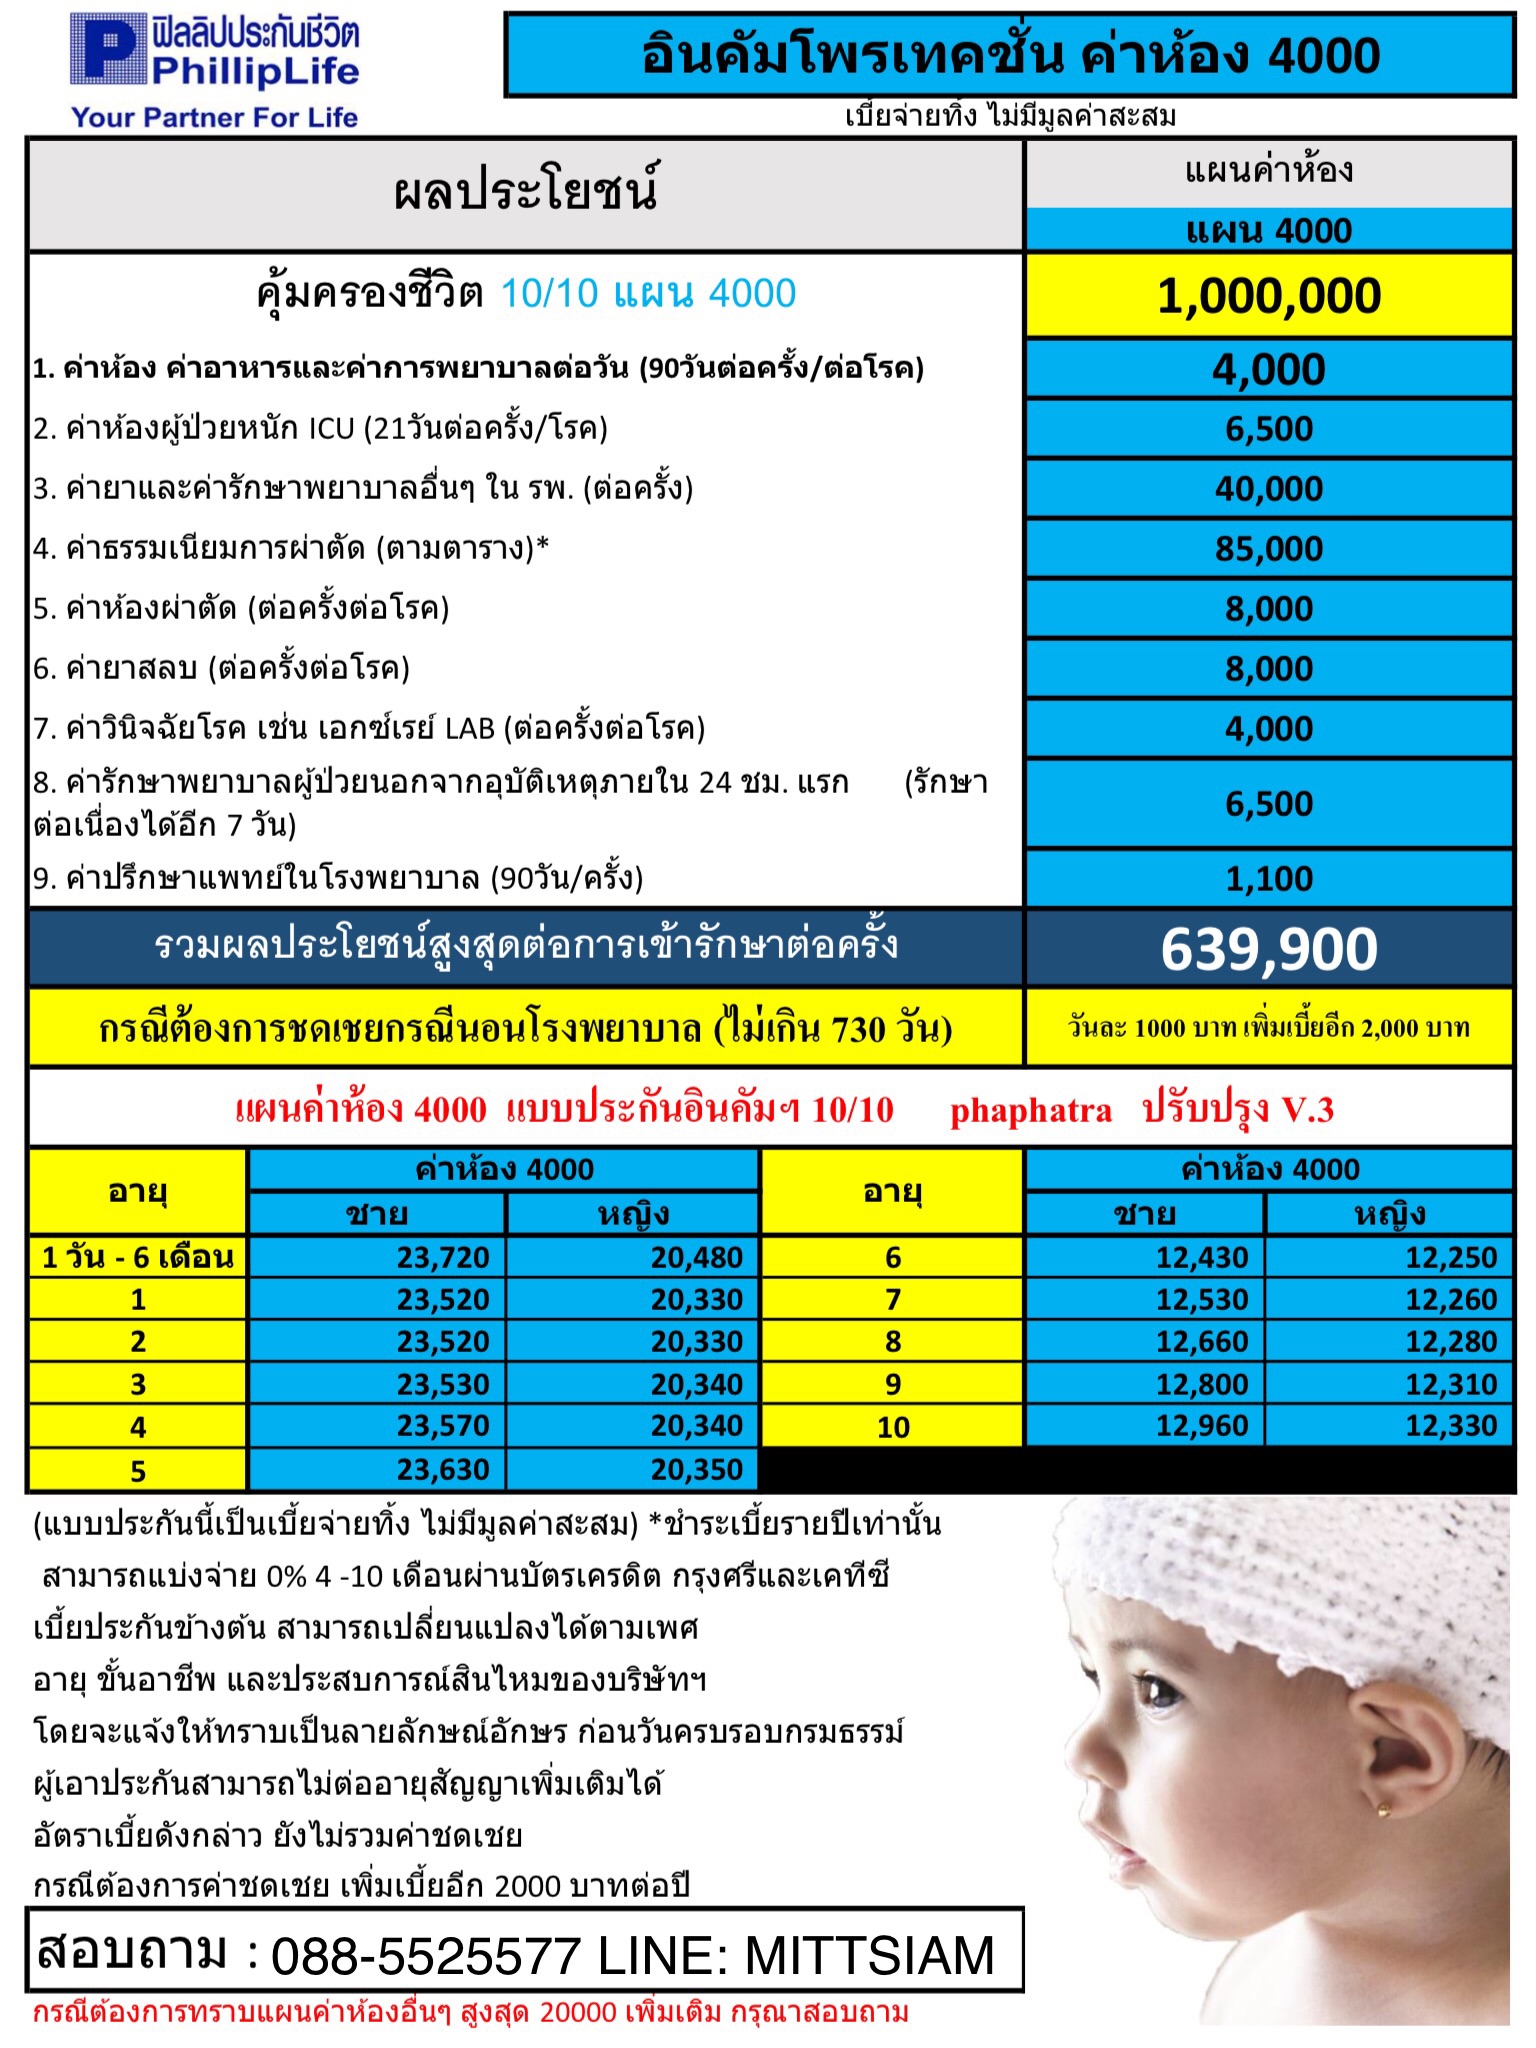 ฟิลลิปประกันชีวิต
PhillipLife
Your Partner For Life
อินคัมโพรเทคชั่น ค่าห้อง 4000
เบี้ยจ่ายทิ้ง ไม่มีมูลค่าสะสม
ผลประโยชน์
แผนค่าห้อง
แผน 4000
คุ้มครองชีวิต 10/10 แผน 4000 1,000,000
1. ค่าห้อง ค่าอาหารและค่าการพยาบาลต่อวัน (90วันต่อครั้ง/ต่อโรค) 4,000
2. ค่าห้องผู้ป่วยหนัก ICU (21วันต่อครั้ง/โรค) 6,500
3. ค่ายาและค่ารักษาพยาบาลอื่นๆ ใน รพ. (ต่อครั้ง) 40,000
4. ค่าธรรมเนียมการผ่าตัด (ตามตาราง)* 85,000
5. ค่าห้องผ่าตัด (ต่อครั้งต่อโรค) 8,000
6. ค่ายาสลบ (ต่อครั้งต่อโรค) 8,000
7. ค่าวินิจฉัยโรค เช่น เอกซ์เรย์ LAB (ต่อครั้งต่อโรค) 4,000
8. ค่ารักษาพยาบาลผู้ป่วยนอกจากอุบัติเหตุภายใน 24 ชม. แรก (รักษา
ต่อเนื่องได้อีก 7 วัน) 6,500
9. ค่าปรึกษาแพทย์ในโรงพยาบาล (90วัน/ครั้ง) 1,100
รวมผลประโยชน์สูงสุดต่อการเข้ารักษาต่อครั้ง 639,900
กรณีต้องการชดเชยกรณีนอนโรงพยาบาล (ไม่เกิน 730 วัน) วันละ 1000 บาท เพิ่มเบี้ยอีก 2,000 บาท
แผนค่าห้อง 4000 แบบประกันอินคัมฯ 10/10 phaphatra ปรับปรุง V.3
อายุ ค่าห้อง 4000 อายุ ค่าห้อง 4000
ชาย หญิง ชาย หญิง
1 วัน - 6 เดือน 23,720 20,480 6 12,430 12,250
1 23,520 20,330 7 12,530 12,260
2 23,520 20,330 8 12,660 12,280
3 23,530 20,340 9 12,800 12,310
4 23,570 20,340 10 12,960 12,330
5 23,630 20,350
(แบบประกันนี้เป็นเบี้ยจ่ายทิ้ง ไม่มีมูลค่าสะสม) *ชำระเบี้ยรายปีเท่านั้น
สามารถแบ่งจ่าย 0% 4 -10 เดือนผ่านบัตรเครดิต กรุงศรีและเคทีซี
เบี้ยประกันข้างต้น สามารถเปลี่ยนแปลงได้ตามเพศ
อายุ ขั้นอาชีพ และประสบการณ์สินไหมของบริษัทฯ
โดยจะแจ้งให้ทราบเป็นลายลักษณ์อักษร ก่อนวันครบรอบกรมธรรม์
ผู้เอาประกันสามารถไม่ต่ออายุสัญญาเพิ่มเติมได้
อัตราเบี้ยดังกล่าว ยังไม่รวมค่าชดเชย
กรณีต้องการค่าชดเชย เพิ่มเบี้ยอีก 2000 บาทต่อปี
สอบถาม : 088-5525577 LINE: MITTSIAM
กรณีต้องการทราบแผนค่าห้องอื่นๆ สูงสุด 20000 เพิ่มเติม กรุณาสอบถาม